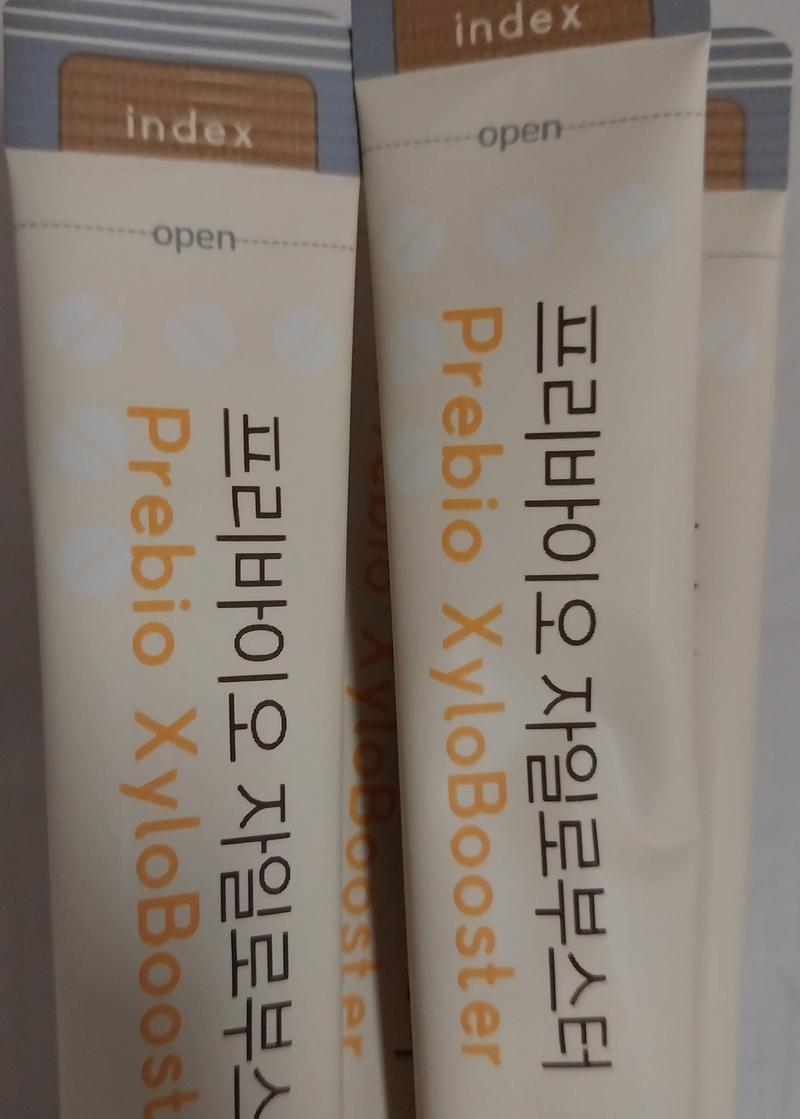 index
open
프리바이오 자일로부스
Prebio XyloBoost
index
open
프리바이오 자일로부스터
Prebio XyloBooster
XyloBooster